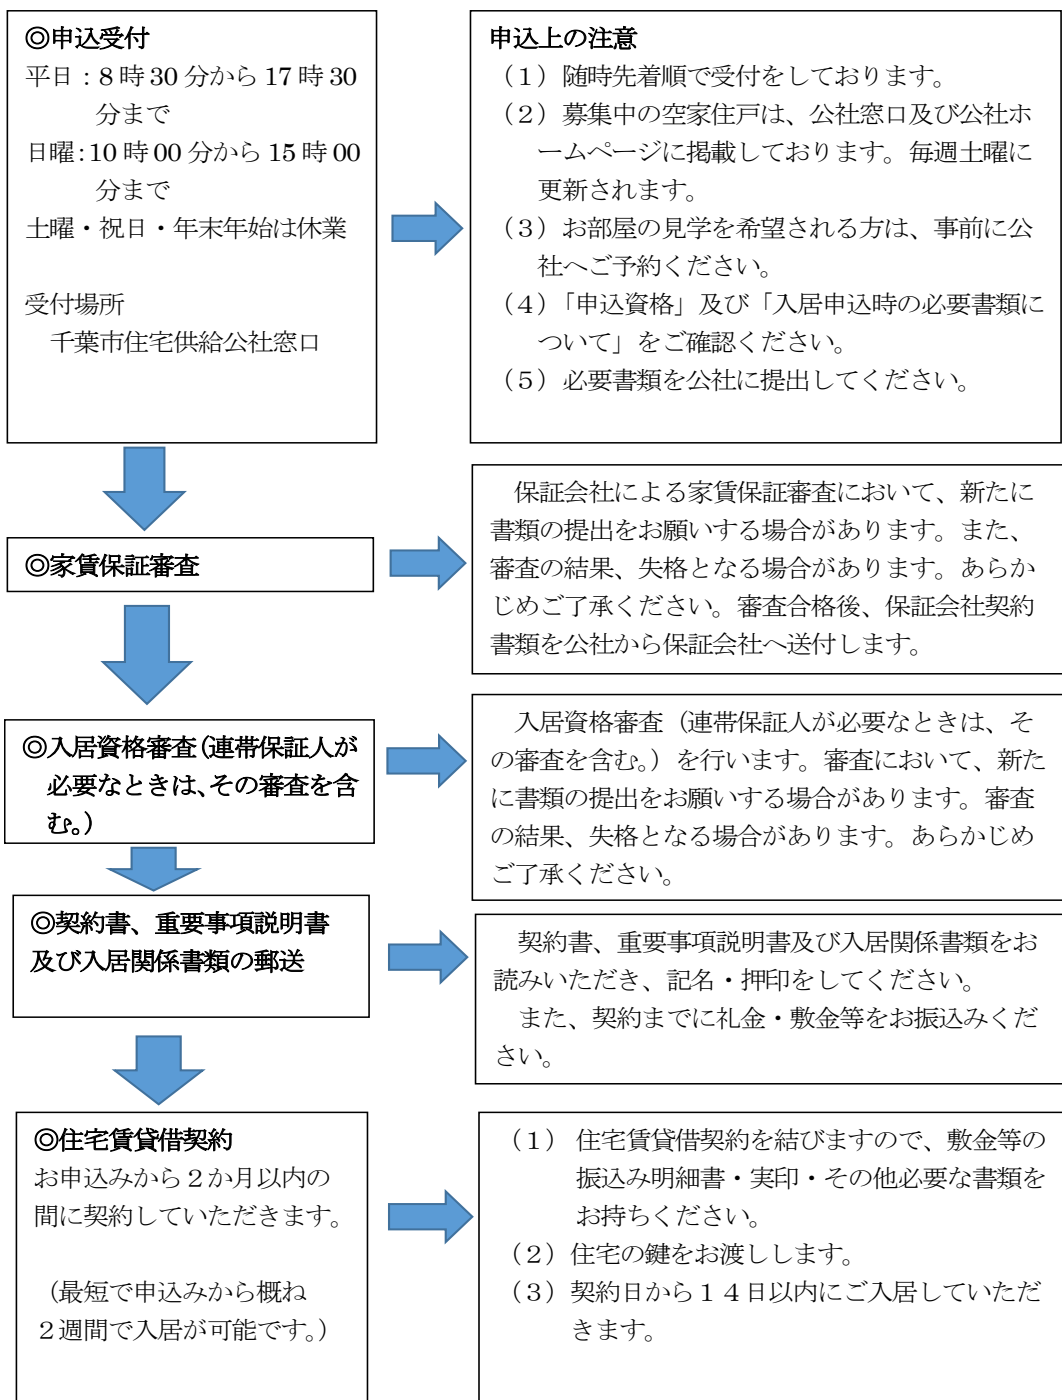 ◎申込受付
平日：8時30分から17時30
分まで
日曜：10時00分から15時00
分まで
土曜・祝日・年末年始は休業
受付場所
千葉市住宅供給公社窓口
申込上の注意
（1）随時先着順で受付をしております。
（2）募集中の空家住戸は、公社窓口及び公社ホ
ームページに掲載しております。毎週土曜に
更新されます。
（3）お部屋の見学を希望される方は、事前に公
社へご予約ください。
（4）「申込資格」及び「入居申込時の必要書類に
ついて」をご確認ください。
（5）必要書類を公社に提出してください。
◎家賃保証審査
保証会社による家賃保証審査において、新たに
書類の提出をお願いする場合があります。また、
審査の結果、失格となる場合があります。あらか
じめご了承ください。審査合格後、保証会社契約
書類を公社から保証会社へ送付します。
◎入居資格審査（連帯保証人が
必要なときは、その審査を含
む。）
入居資格審査（連帯保証人が必要なときは、そ
の審査を含む。）を行います。審査において、新た
に書類の提出をお願いする場合があります。審査
の結果、失格となる場合があります。あらかじめ
ご了承ください。
◎契約書、重要事項説明書
及び入居関係書類の郵送
契約書、重要事項説明書及び入居関係書類をお
読みいただき、記名・押印をしてください。
また、契約までに礼金・敷金等をお振込みくだ
さい。
◎住宅賃貸借契約
お申込みから２か月以内の
間に契約していただきます。
（最短で申込みから概ね
２週間で入居が可能です。）
（1） 住宅賃貸借契約を結びますので、敷金等の
振込み明細書・実印・その他必要な書類を
お持ちください。
（2）住宅の鍵をお渡しします。
（3）契約日から１４日以内にご入居していただ
きます。